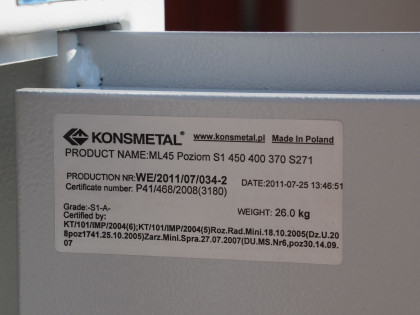 KONSMETAL® www.konsmetal.pl Made In Poland
PRODUCT NAME:ML45 Poziom S1 450 400 370 S271
PRODUCTION NR:WE/2011/07/034-2 DATE:2011-07-25 13:46:51
Certificate number: P41/468/2008(3180)
Grade:-S1-A- WEIGHT: 26.0 kg
Certified by:
KT/101/IMP/2004(6);KT/101/IMP/2004(5)Roz.Rad.Mini.18.10.2005(Dz.U.20
8poz1741.25.10.2005)Zarz.Mini.Spra.27.07.2007(DU.MS.Nr6,poz30.14.09.
07